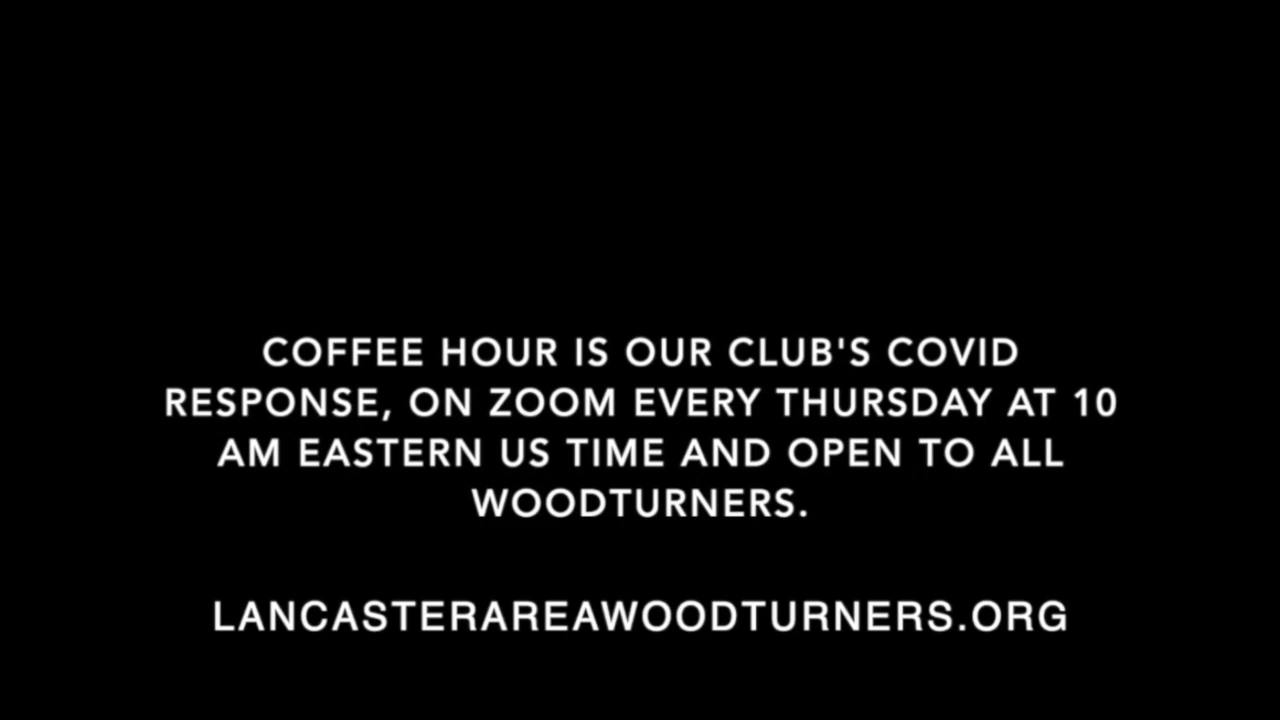 COFFEE HOUR IS OUR CLUB'S COVID
RESPONSE, ON ZOOM EVERY THURSDAY AT 10
AM EASTERN US TIME AND OPEN TO ALL
WOODTURNERS.
LANCASTERAREAWOODTURNERS.ORG